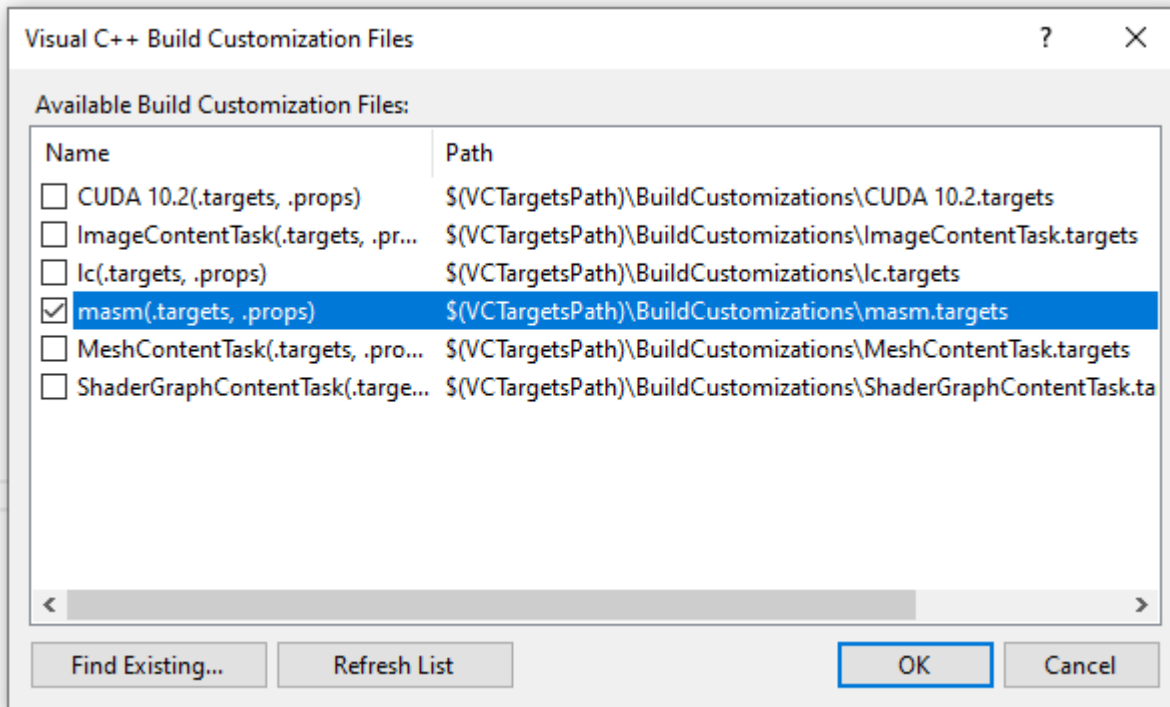 Visual C++ Build Customization Files ? ×
Available Build Customization Files:
Name Path
CUDA 10.2(.targets, .props) $(VCTargetsPath)\BuildCustomizations\CUDA 10.2.targets
ImageContentTask(.targets, .pr... $(VCTargetsPath)\BuildCustomizations\ImageContentTask.targets
lc(.targets, .props) $(VCTargetsPath)\BuildCustomizations\lc.targets
masm(.targets, .props) $(VCTargetsPath)\BuildCustomizations\masm.targets
MeshContentTask(.targets, .pro... $(VCTargetsPath)\BuildCustomizations\MeshContentTask.targets
ShaderGraphContentTask(.targe... $(VCTargetsPath)\BuildCustomizations\ShaderGraphContentTask.ta
Find Existing... Refresh List OK Cancel